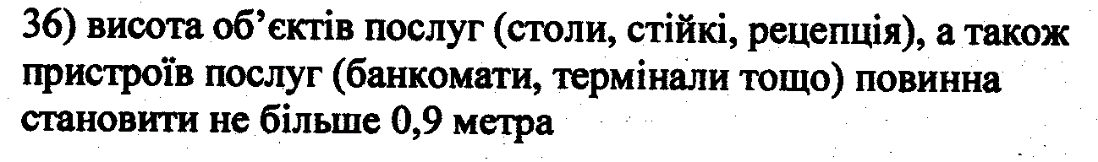 36) висота об’єктів послуг (столи, стійкі, рецепція), а також
пристроїв послуг (банкомати, термінали тощо) повинна
становити не більше 0,9 метра